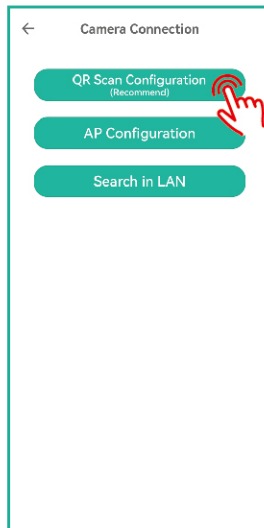 Camera Connection
QR Scan Configuration
(Recommend)
AP Configuration
Search in LAN